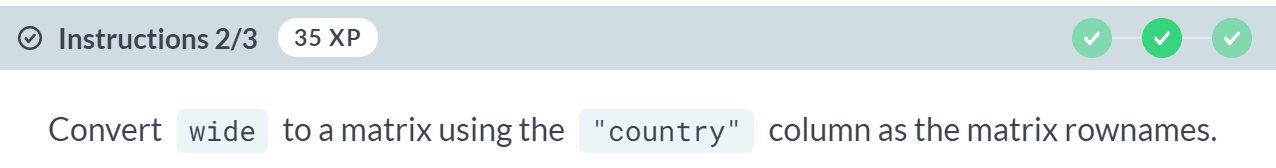 Instructions 2/3 35 XP
Convert wide to a matrix using the "country" column as the matrix rownames.